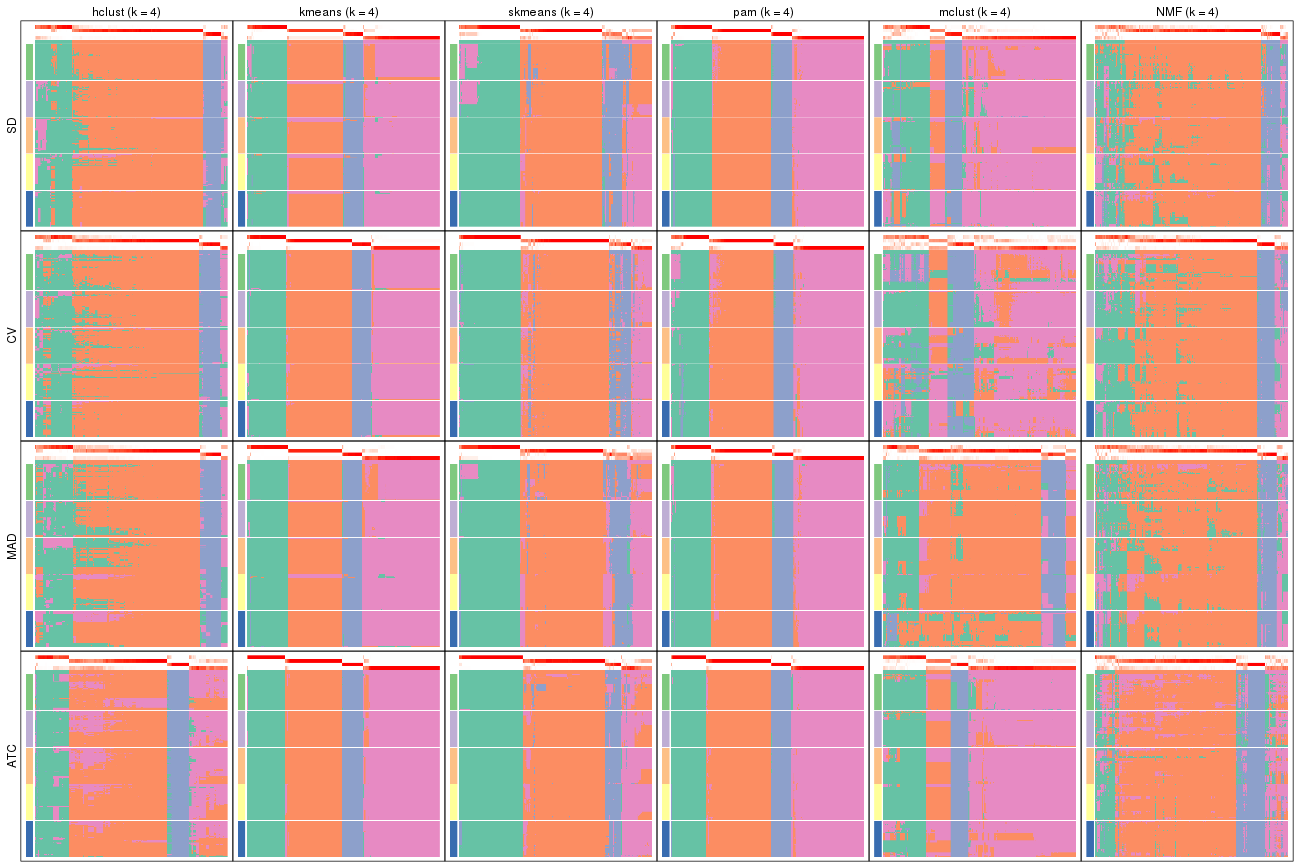 hclust (k = 4)
kmeans (k = 4)
skmeans (k = 4)
pam (k = 4)
mclust (k = 4)
NMF (k = 4)
SD
CV
MAD
ATC